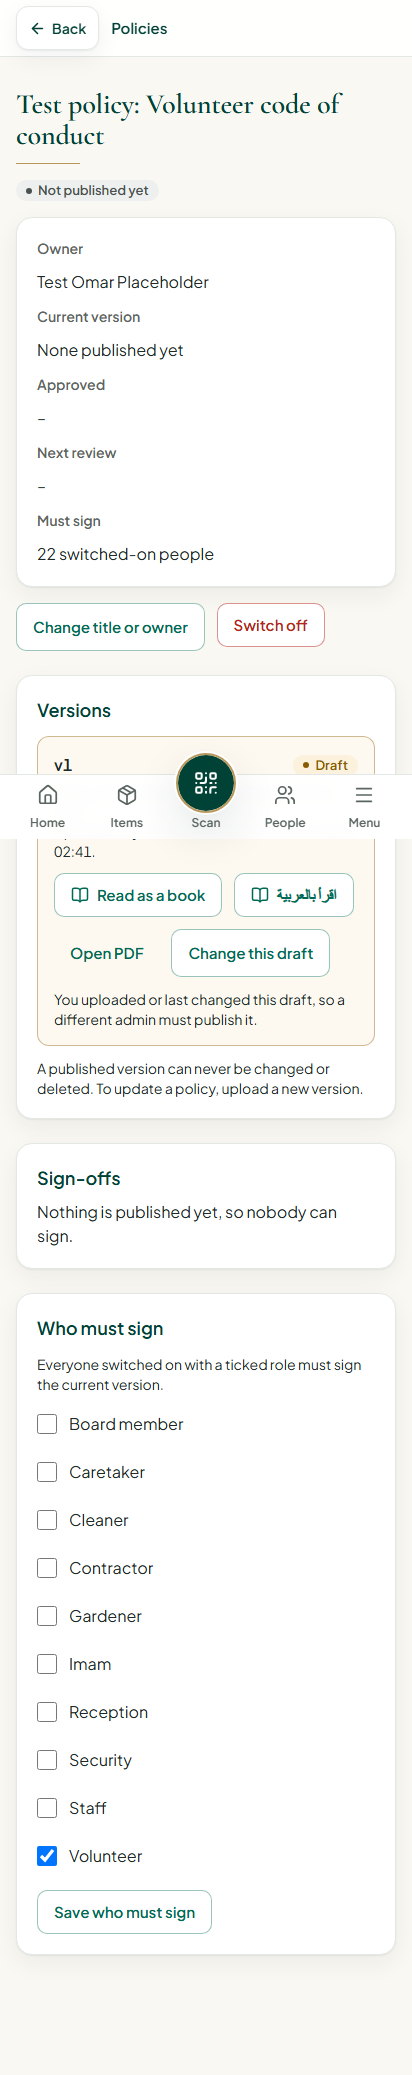 Back
Policies
Test policy: Volunteer code of
conduct
Not published yet
Owner
Test Omar Placeholder
Current version
None published yet
Approved
–
Next review
–
Must sign
22 switched-on people
Change title or owner
Switch off
Versions
v1
Draft
Home
Items
Scan
People
Menu
02:41.
Read as a book
اقرأ بالعربية
Open PDF
Change this draft
You uploaded or last changed this draft, so a
different admin must publish it.
A published version can never be changed or
deleted. To update a policy, upload a new version.
Sign-offs
Nothing is published yet, so nobody can
sign.
Who must sign
Everyone switched on with a ticked role must sign
the current version.
Board member
Caretaker
Cleaner
Contractor
Gardener
Imam
Reception
Security
Staff
Volunteer
Save who must sign